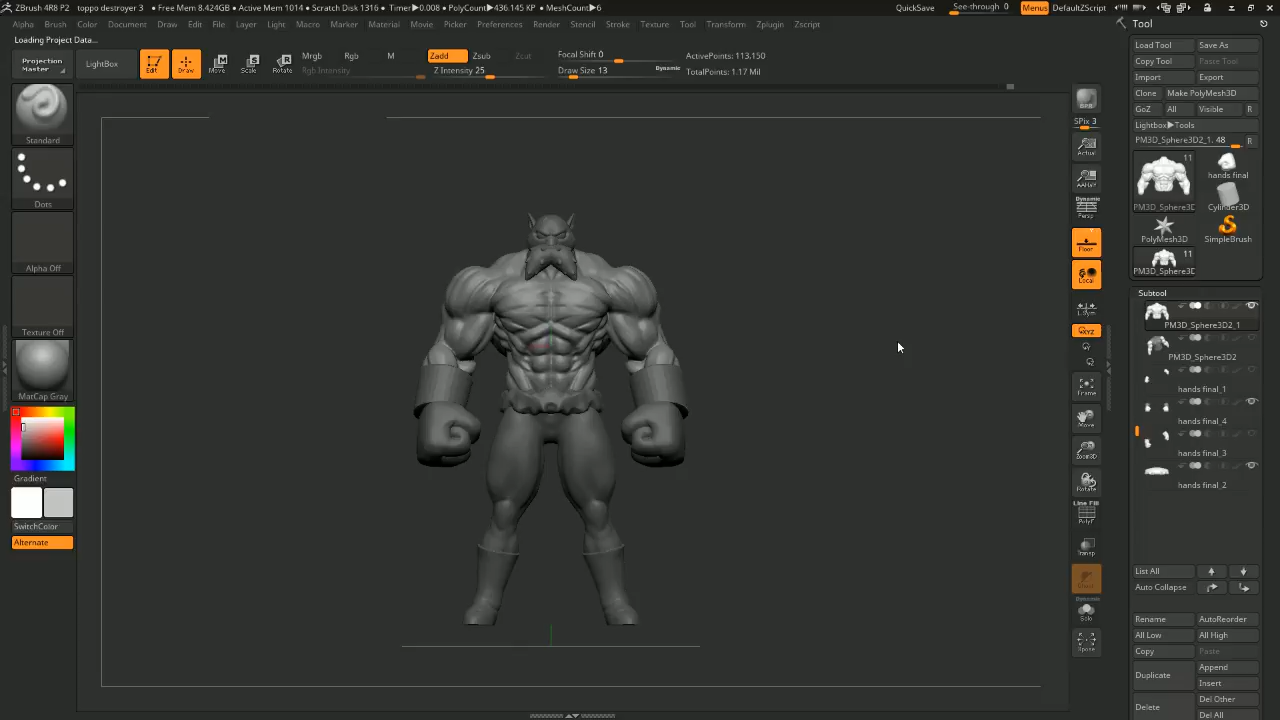 ZBrush 4R8 P2 toppo destroyer 3 • Free Mem 8.424GB • Active Mem 1014 • Scratch Disk 1316 • Timer▶0.008 • PolyCount▶436.145 KP • MeshCount▶6 QuickSave See-through 0 Menus DefaultZScript
Alpha Brush Color Document Draw Edit File Layer Light Macro Marker Material Movie Picker Preferences Render Stencil Stroke Texture Tool Transform Zplugin Zscript
Loading Project Data...
Projection Master
LightBox
Edit
Draw
Move
Scale
Rotate
Mrgb Rgb M
Rgb Intensity
Zadd Zsub Zcut
Z Intensity 25
Focal Shift 0
Draw Size 13 Dynamic
ActivePoints: 113,150
TotalPoints: 1.17 Mil
Standard
Dots
Alpha Off
Texture Off
MatCap Gray
Gradient
SwitchColor
Alternate
BPR
SPix 3
Actual
AAHalf
Dynamic
Persp
Floor
Local
L.Sym
XYZ
Frame
Move
Zoom3D
Rotate
Line Fill
PolyF
Transp
Dynamic
Solo
Xpose
Tool
Load Tool Save As
Copy Tool Paste Tool
Import Export
Clone Make PolyMesh3D
GoZ All Visible R
Lightbox▶Tools
PM3D_Sphere3D2_1. 48 R
11
PM3D_Sphere3D
hands final
Cylinder3D
PolyMesh3D
SimpleBrush
11
PM3D_Sphere3D
Subtool
PM3D_Sphere3D2_1
PM3D_Sphere3D2
hands final_1
hands final_4
hands final_3
hands final_2
List All
Auto Collapse
Rename AutoReorder
All Low All High
Copy Paste
Duplicate Append
Insert
Delete Del Other
Del All